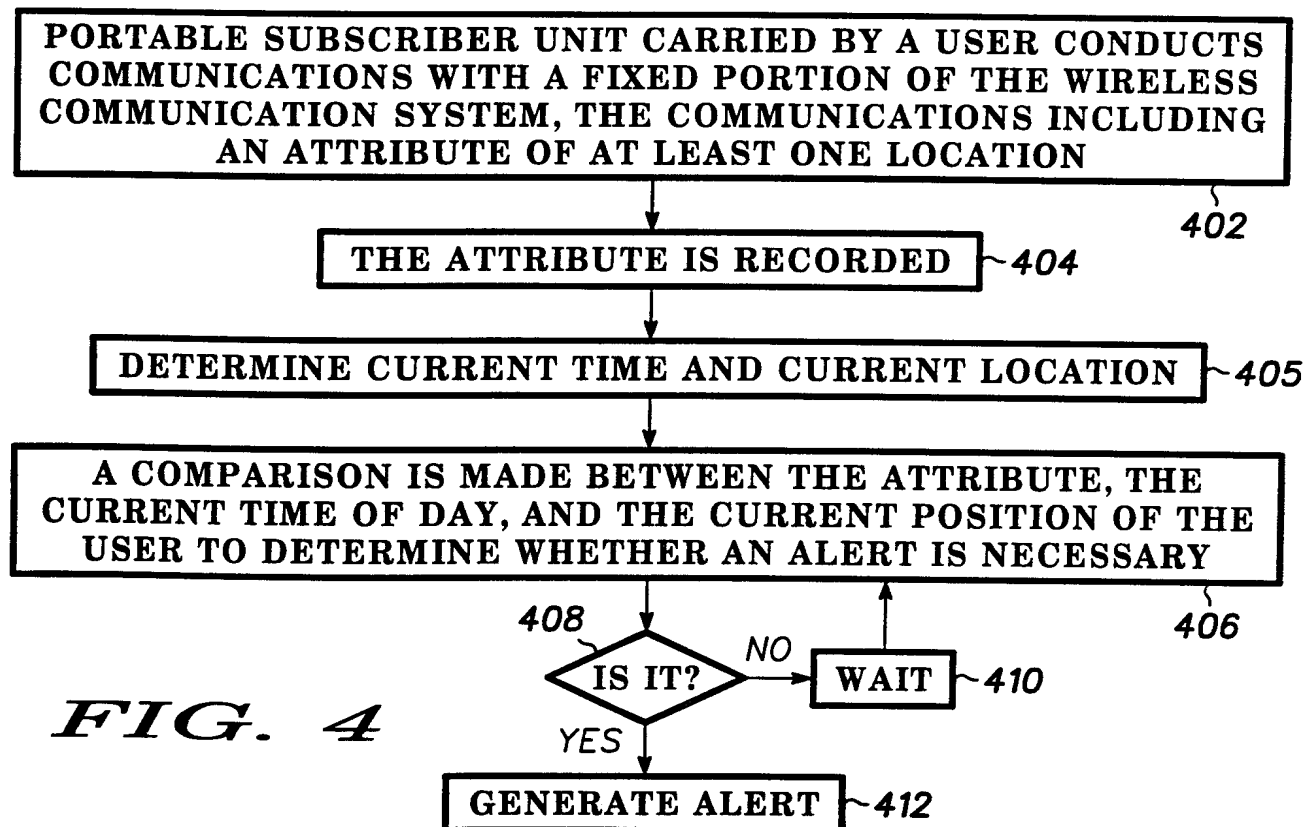 PORTABLE SUBSCRIBER UNIT CARRIED BY A USER CONDUCTS
COMMUNICATIONS WITH A FIXED PORTION OF THE WIRELESS
COMMUNICATION SYSTEM, THE COMMUNICATIONS INCLUDING
AN ATTRIBUTE OF AT LEAST ONE LOCATION
402
THE ATTRIBUTE IS RECORDED
404
DETERMINE CURRENT TIME AND CURRENT LOCATION
405
A COMPARISON IS MADE BETWEEN THE ATTRIBUTE, THE
CURRENT TIME OF DAY, AND THE CURRENT POSITION OF THE
USER TO DETERMINE WHETHER AN ALERT IS NECESSARY
406
408
IS IT?
NO
WAIT
410
YES
FIG. 4
GENERATE ALERT
412